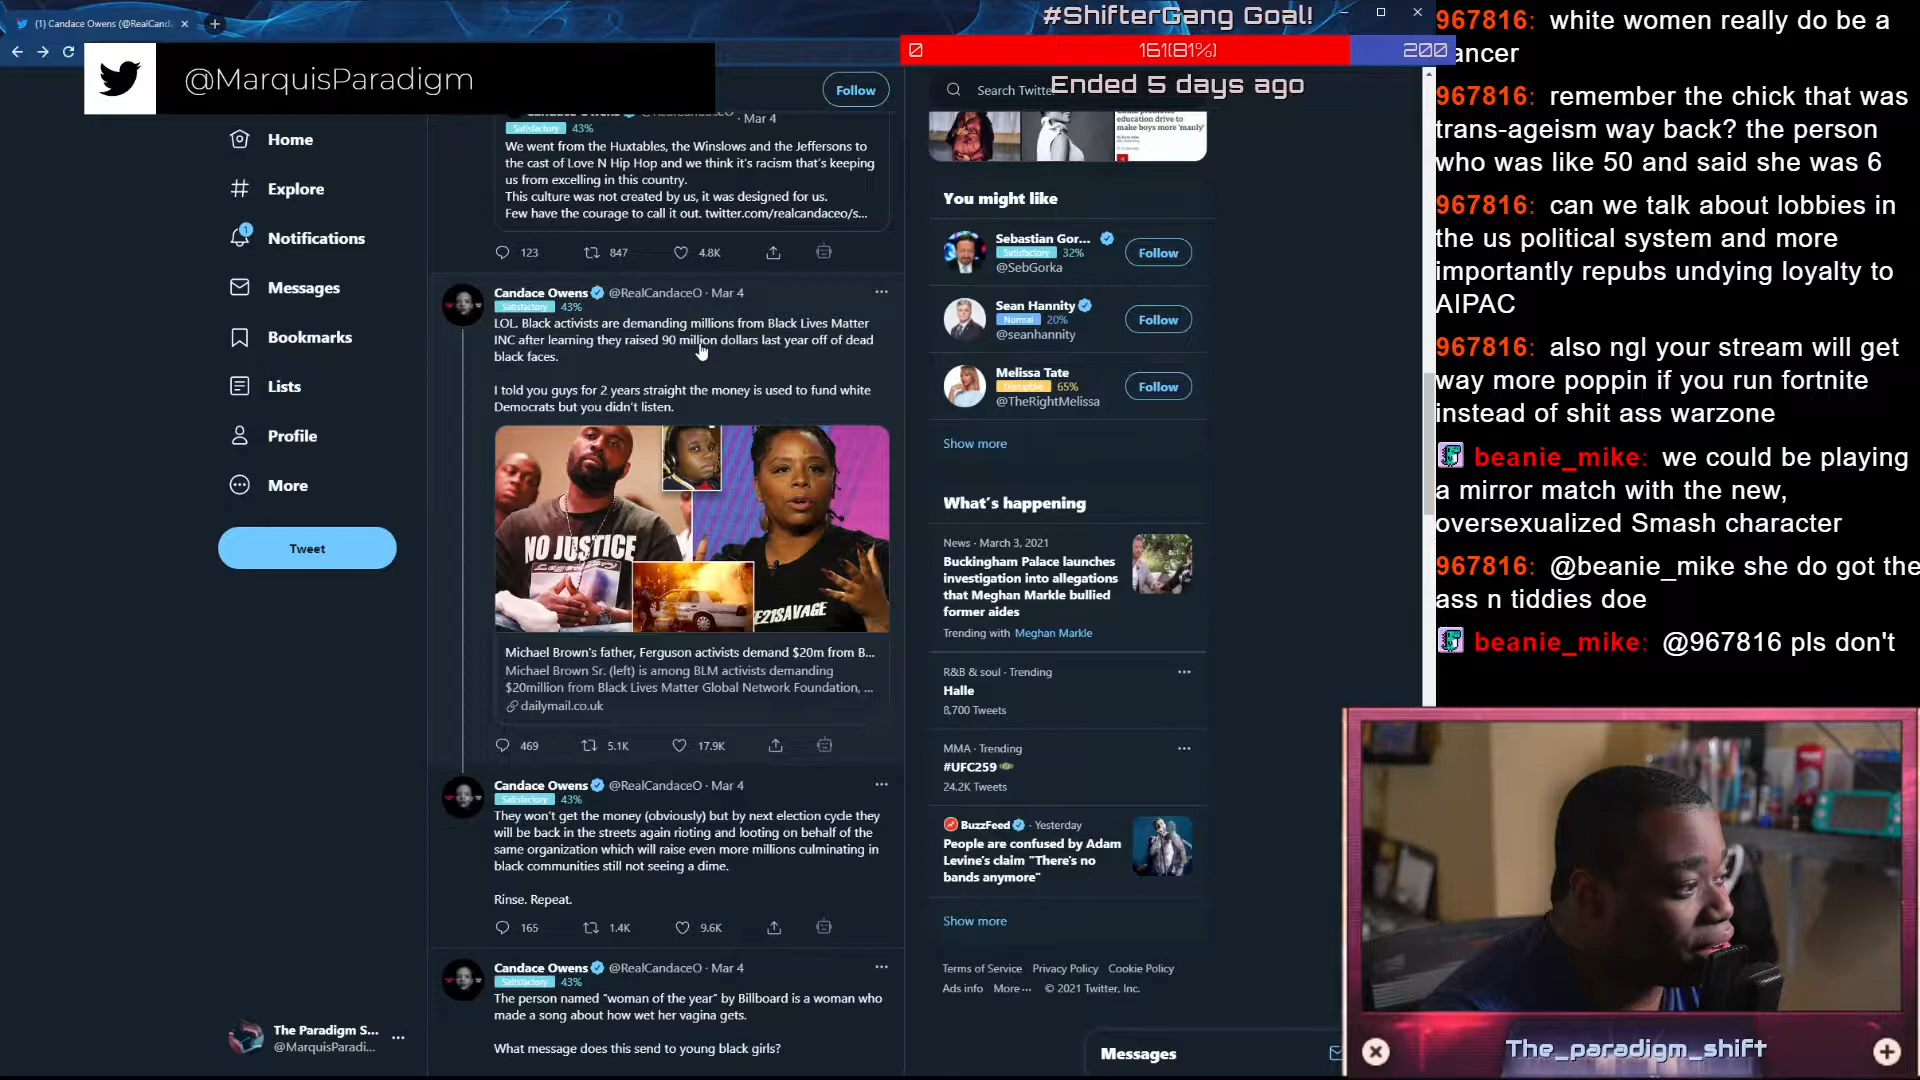 (1) Candace Owens (@RealCand
@MarquisParadigm
Follow
#ShifterGang Goal!
0
161(81%)
200
Ended 5 days ago
Home
Explore
1
Notifications
Messages
Bookmarks
Lists
Profile
More
Tweet
The Paradigm S...
@MarquisParadi...
Mar 4
Satisfactory 43%
We went from the Huxtables, the Winslows and the Jeffersons to
the cast of Love N Hip Hop and we think it's racism that's keeping
us from excelling in this country.
This culture was not created by us, it was designed for us.
Few have the courage to call it out. twitter.com/realcandaceo/s...
123 847 4.8K
Candace Owens @RealCandaceO · Mar 4
Satisfactory 43%
LOL. Black activists are demanding millions from Black Lives Matter
INC after learning they raised 90 million dollars last year off of dead
black faces.
I told you guys for 2 years straight the money is used to fund white
Democrats but you didn't listen.
NO JUSTICE
E21SAVAGE
Michael Brown's father, Ferguson activists demand $20m from B...
Michael Brown Sr. (left) is among BLM activists demanding
$20million from Black Lives Matter Global Network Foundation, ...
dailymail.co.uk
469 5.1K 17.9K
Candace Owens @RealCandaceO · Mar 4
Satisfactory 43%
They won't get the money (obviously) but by next election cycle they
will be back in the streets again rioting and looting on behalf of the
same organization which will raise even more millions culminating in
black communities still not seeing a dime.
Rinse. Repeat.
165 1.4K 9.6K
Candace Owens @RealCandaceO · Mar 4
Satisfactory 43%
The person named "woman of the year" by Billboard is a woman who
made a song about how wet her vagina gets.
What message does this send to young black girls?
Search Twitte
education drive to
make boys more 'manly'
You might like
Sebastian Gor...
Satisfactory 32%
@SebGorka
Follow
Sean Hannity
Normal 20%
@seanhannity
Follow
Melissa Tate
Disruptive 65%
@TheRightMelissa
Follow
Show more
What's happening
News · March 3, 2021
Buckingham Palace launches
investigation into allegations
that Meghan Markle bullied
former aides
Trending with Meghan Markle
R&B & soul · Trending
Halle
8,700 Tweets
MMA · Trending
#UFC259
24.2K Tweets
BuzzFeed · Yesterday
People are confused by Adam
Levine's claim "There's no
bands anymore"
Show more
Terms of Service Privacy Policy Cookie Policy
Ads info More ··· © 2021 Twitter, Inc.
Messages
967816: white women really do be a
ancer
967816: remember the chick that was
trans-ageism way back? the person
who was like 50 and said she was 6
967816: can we talk about lobbies in
the us political system and more
importantly repubs undying loyalty to
AIPAC
967816: also ngl your stream will get
way more poppin if you run fortnite
instead of shit ass warzone
beanie_mike: we could be playing
a mirror match with the new,
oversexualized Smash character
967816: @beanie_mike she do got the
ass n tiddies doe
beanie_mike: @967816 pls don't
The_paradigm_shift